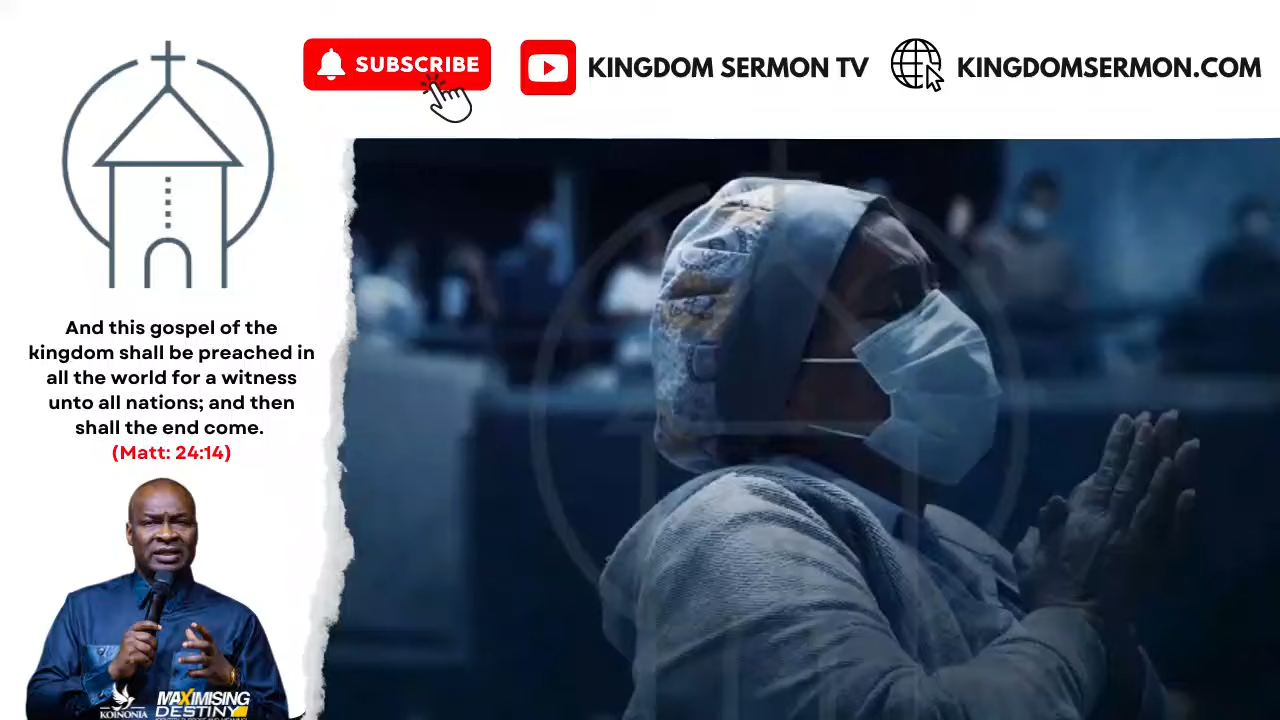 SUBSCRIBE
KINGDOM SERMON TV
KINGDOMSERMON.COM
And this gospel of the
kingdom shall be preached in
all the world for a witness
unto all nations; and then
shall the end come.
(Matt: 24:14)
KOINONIA
MAXIMISING
DESTINY